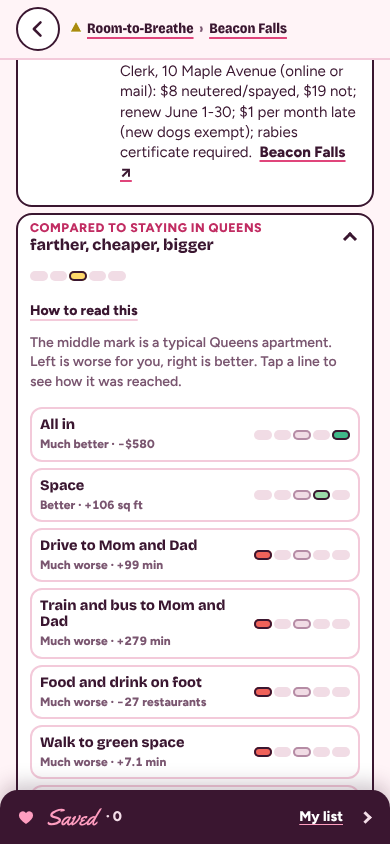 Room-to-Breathe › Beacon Falls
Clerk, 10 Maple Avenue (online or
mail): $8 neutered/spayed, $19 not;
renew June 1-30; $1 per month late
(new dogs exempt); rabies
certificate required. Beacon Falls
↗
COMPARED TO STAYING IN QUEENS
farther, cheaper, bigger
How to read this
The middle mark is a typical Queens apartment.
Left is worse for you, right is better. Tap a line to
see how it was reached.
All in
Much better · −$580
Space
Better · +106 sq ft
Drive to Mom and Dad
Much worse · +99 min
Train and bus to Mom and
Dad
Much worse · +279 min
Food and drink on foot
Much worse · −27 restaurants
Walk to green space
Much worse · +7.1 min
Saved · 0
My list